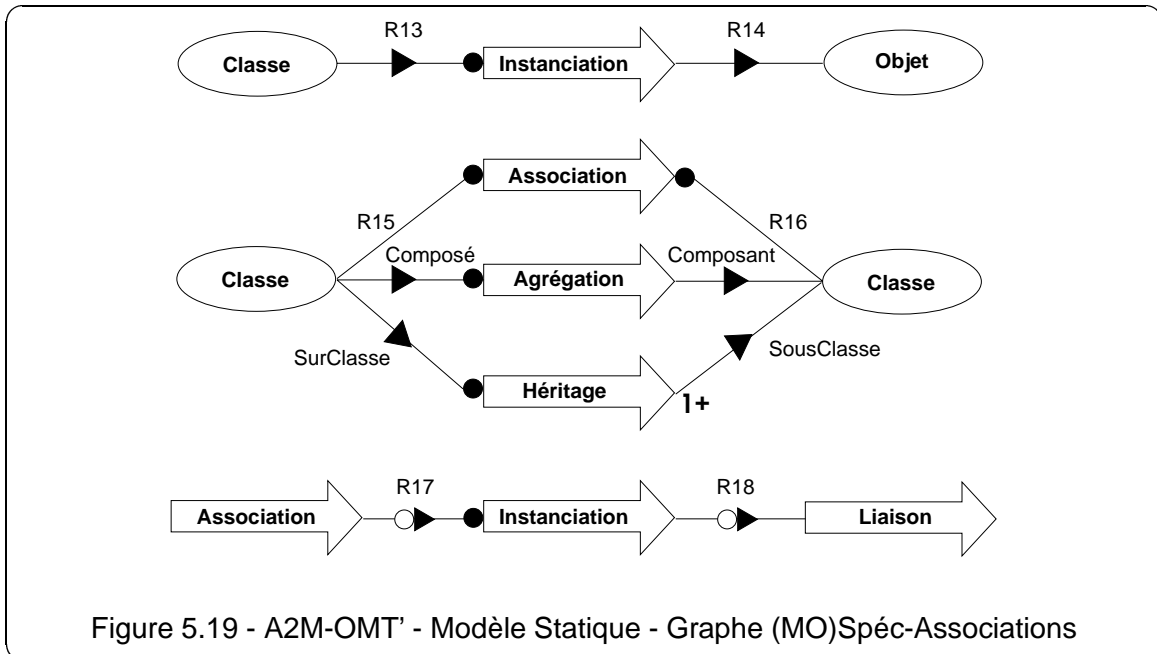 R13 R14
Classe Instanciation Objet
Association
R15 R16
Composé Composant
Classe Agrégation Classe
SurClasse SousClasse
Héritage
1+
R17 R18
Association Instanciation Liaison
Figure 5.19 - A2M-OMT' - Modèle Statique - Graphe (MO)Spéc-Associations